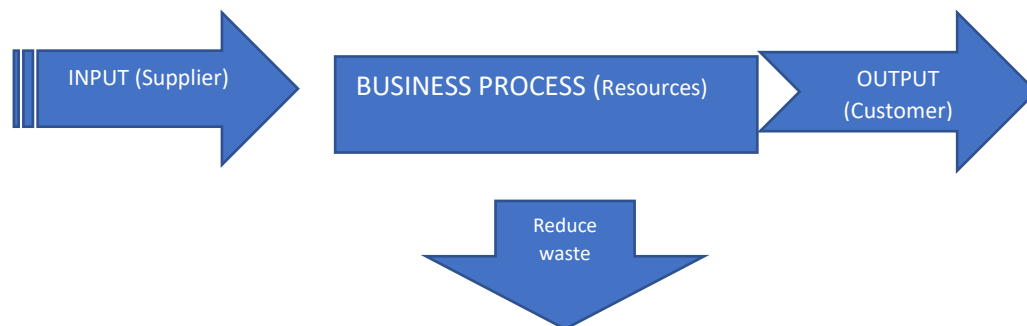 INPUT (Supplier)
BUSINESS PROCESS (Resources)
OUTPUT
(Customer)
Reduce
waste